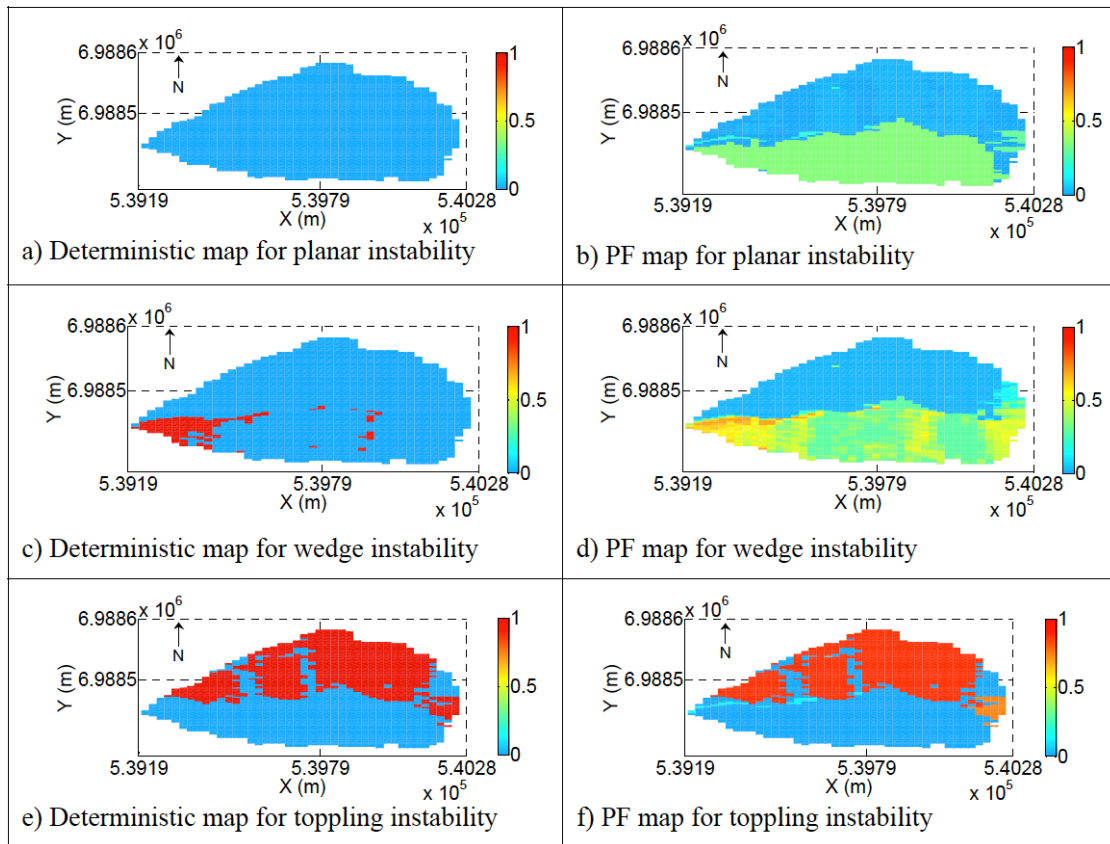 x 10^6
6.9886
N
1
Y (m)
6.9885
0.5
0
5.3919 5.3979 5.4028
X (m)
x 10^5
a) Deterministic map for planar instability
x 10^6
6.9886
N
1
Y (m)
6.9885
0.5
0
5.3919 5.3979 5.4028
X (m)
x 10^5
b) PF map for planar instability
x 10^6
6.9886
N
1
Y (m)
6.9885
0.5
0
5.3919 5.3979 5.4028
X (m)
x 10^5
c) Deterministic map for wedge instability
x 10^6
6.9886
N
1
Y (m)
6.9885
0.5
0
5.3919 5.3979 5.4028
X (m)
x 10^5
d) PF map for wedge instability
x 10^6
6.9886
N
1
Y (m)
6.9885
0.5
0
5.3919 5.3979 5.4028
X (m)
x 10^5
e) Deterministic map for toppling instability
x 10^6
6.9886
N
1
Y (m)
6.9885
0.5
0
5.3919 5.3979 5.4028
X (m)
x 10^5
f) PF map for toppling instability